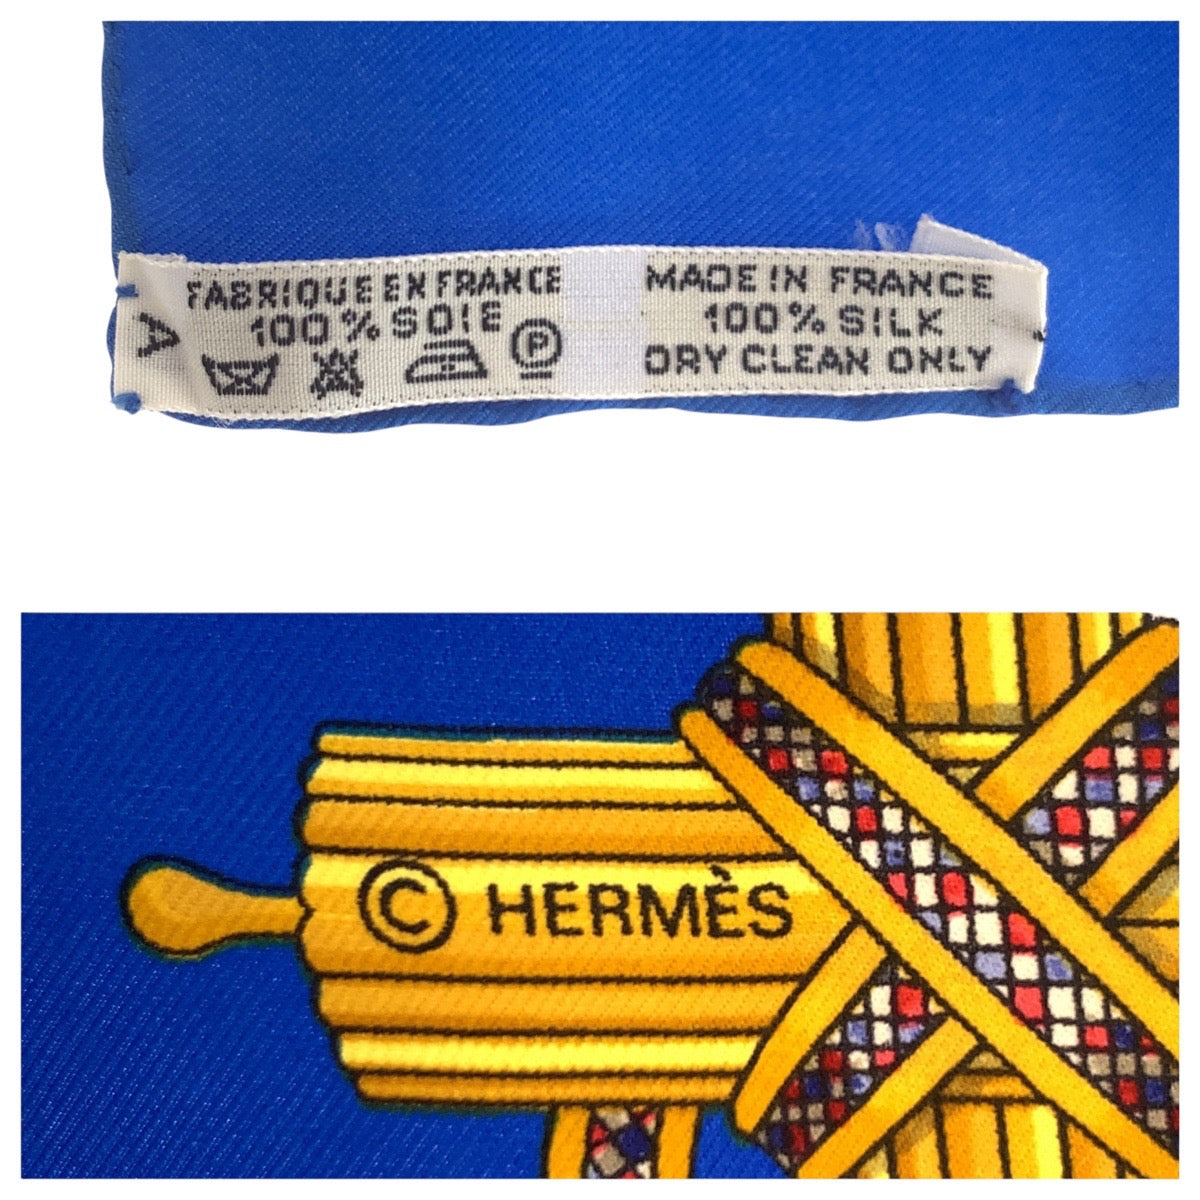 A
FABRIQUE EN FRANCE
100% SOIE
P
MADE IN FRANCE
100% SILK
DRY CLEAN ONLY
© HERMÈS